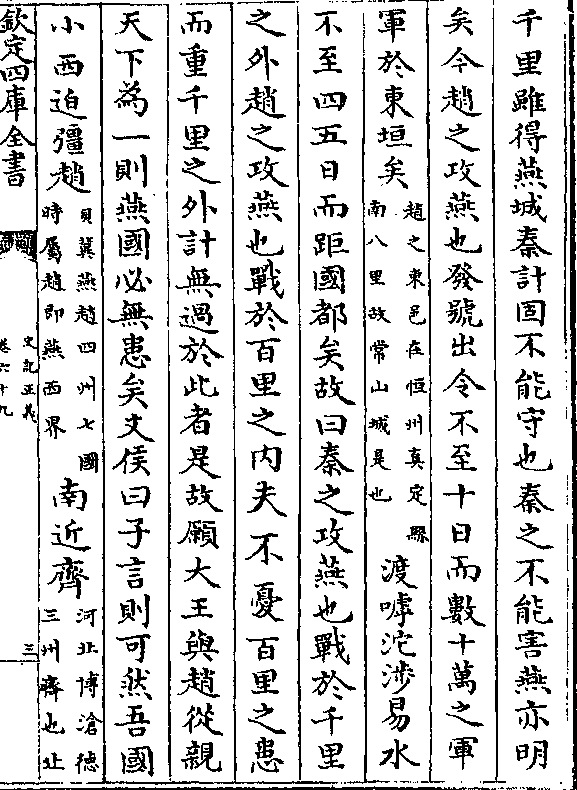 千里雖得燕城秦計固不能守也秦之不能害燕亦明
矣今趙之攻燕也發號出令不至十日而數十萬之軍
軍於東垣矣趙之東邑在恒州真定縣南八里故常山城是也渡嘑沱涉易水
不至四五日而距國都矣故曰秦之攻燕也戰於千里
之外趙之攻燕也戰於百里之内夫不憂百里之患
而重千里之外計無過於此者是故願大王與趙從親
天下為一則燕國必無患矣文侯曰子言則可然吾國
小西迫彊趙貝冀燕趙四州七國時屬趙即燕西界南近齊河北博滄德三州齊也北
欽定四庫全書
史記正義
卷六十九
三